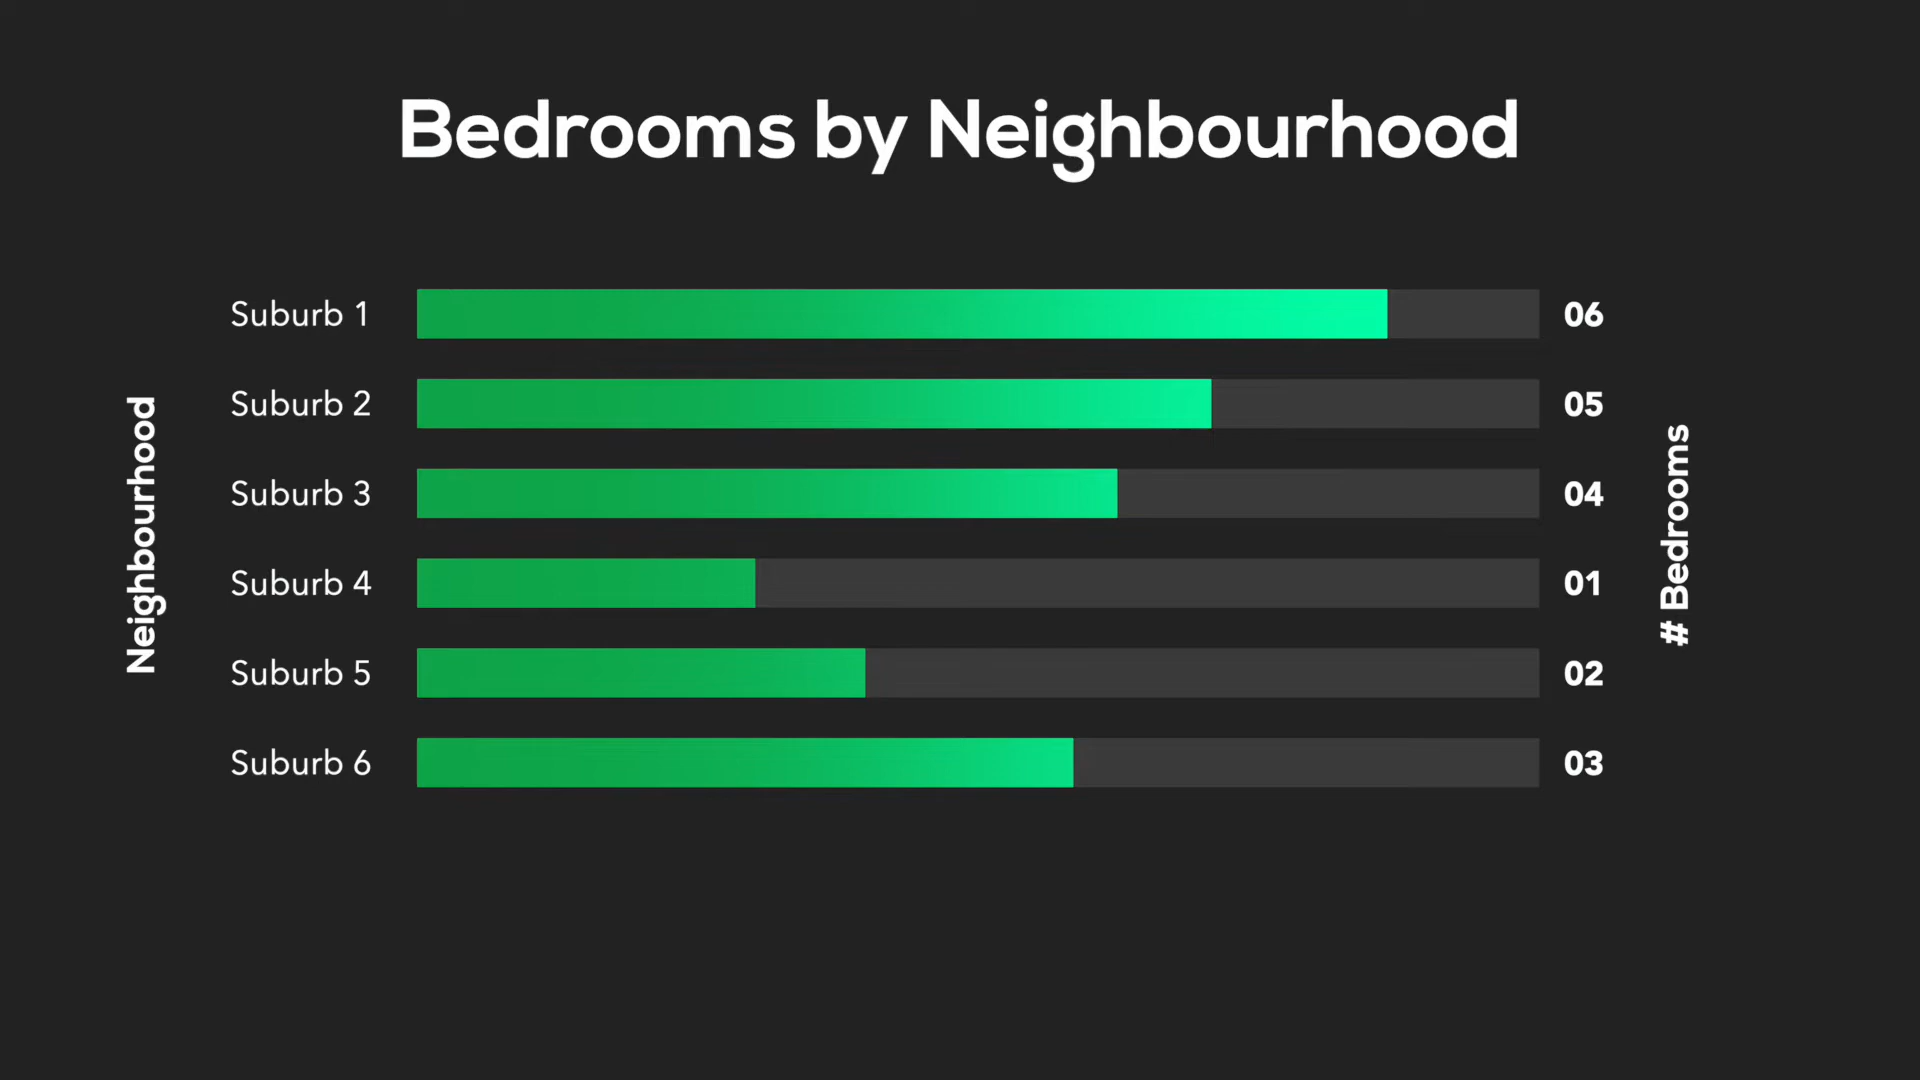 Bedrooms by Neighbourhood
Neighbourhood
Suburb 1 06
Suburb 2 05
Suburb 3 04
Suburb 4 01
Suburb 5 02
Suburb 6 03
# Bedrooms